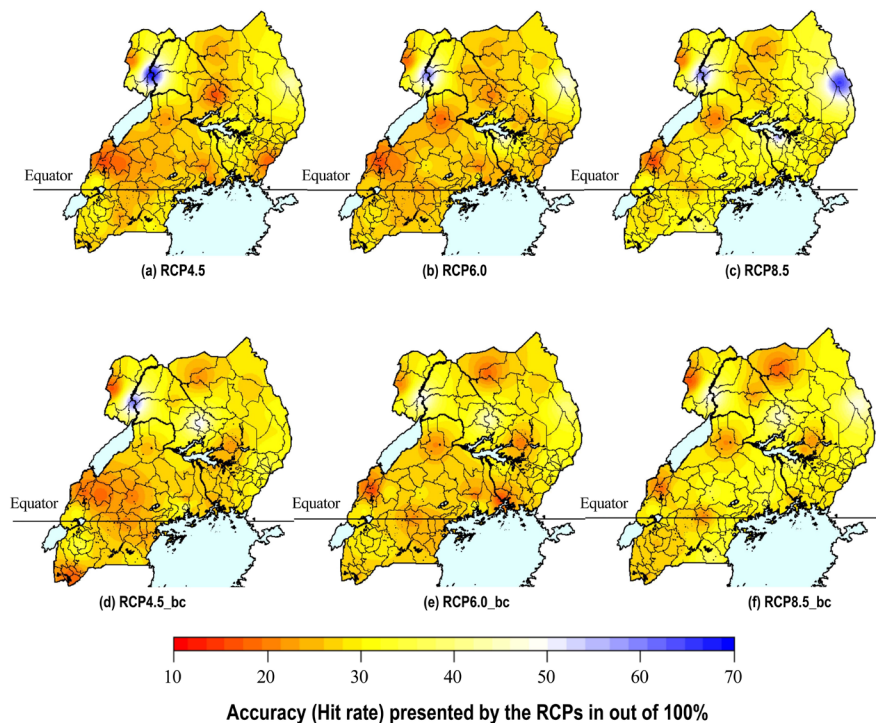 Equator
Equator
Equator
(a) RCP4.5
(b) RCP6.0
(c) RCP8.5
Equator
Equator
Equator
(d) RCP4.5_bc
(e) RCP6.0_bc
(f) RCP8.5_bc
10 20 30 40 50 60 70
Accuracy (Hit rate) presented by the RCPs in out of 100%